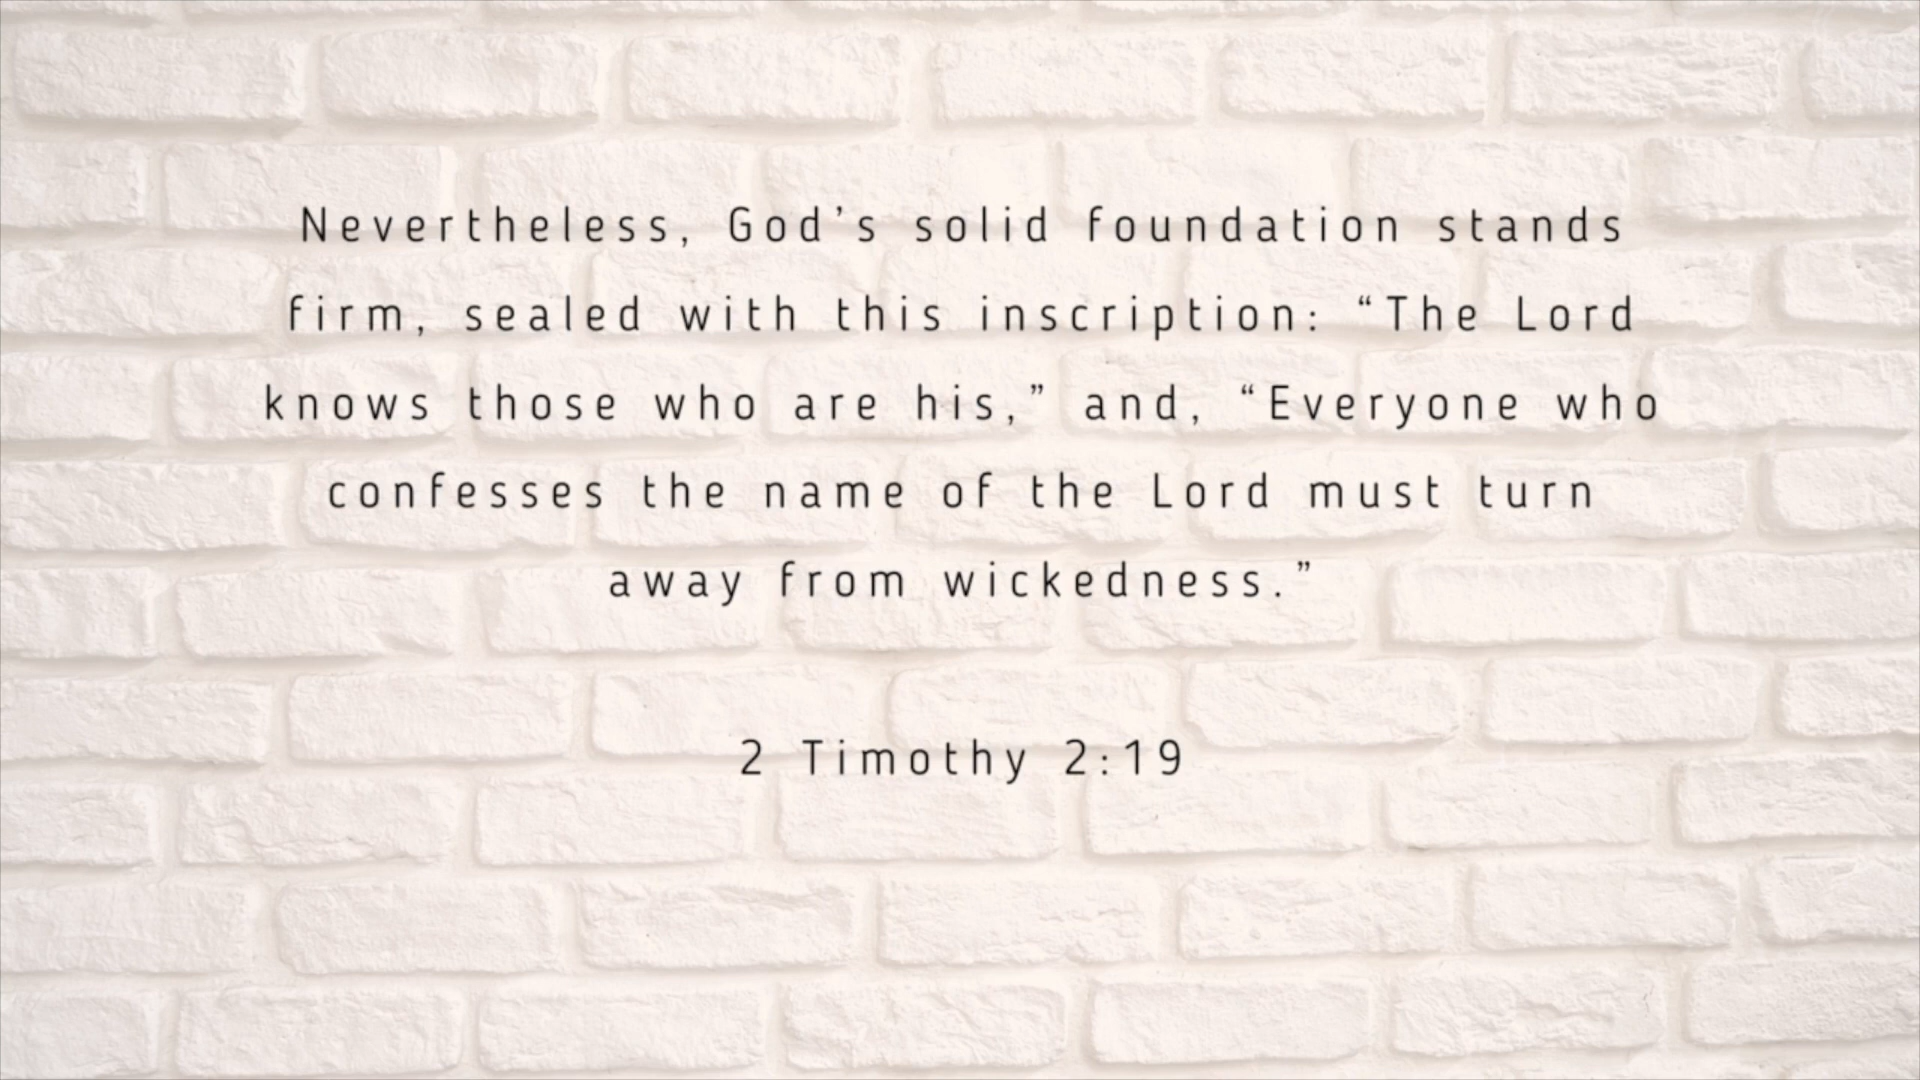 Nevertheless, God’s solid foundation stands
firm, sealed with this inscription: “The Lord
knows those who are his,” and, “Everyone who
confesses the name of the Lord must turn
away from wickedness.”
2 Timothy 2:19